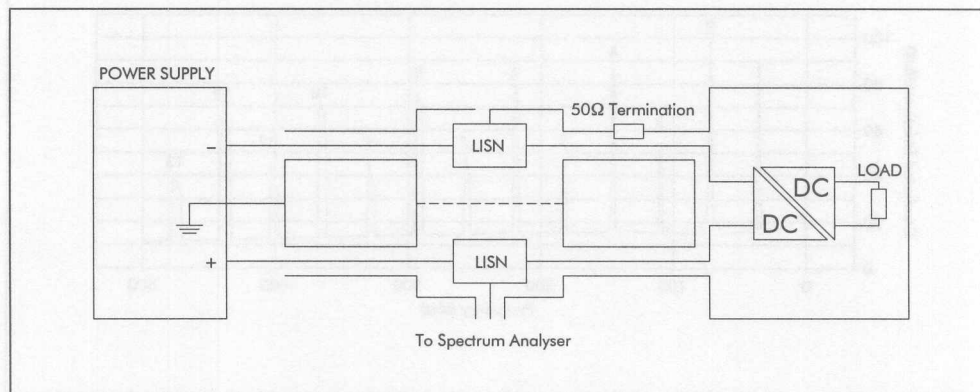 POWER SUPPLY
50Ω Termination
–
LISN
DC
LOAD
DC
+
LISN
To Spectrum Analyser